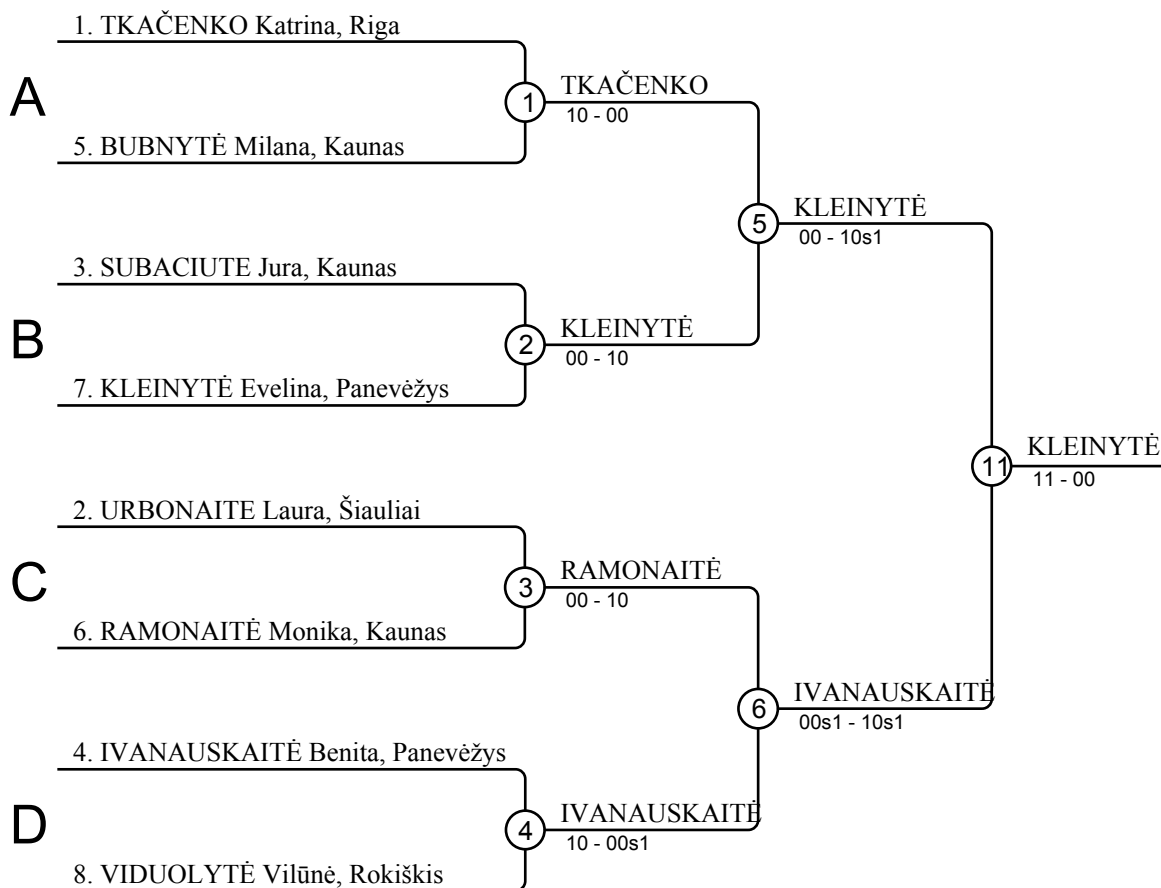 1. TKAČENKO Katrina, Riga
A
1
TKAČENKO
10 - 00
5. BUBNYTĖ Milana, Kaunas
5
KLEINYTĖ
00 - 10s1
3. SUBACIUTE Jura, Kaunas
B
2
KLEINYTĖ
00 - 10
7. KLEINYTĖ Evelina, Panevėžys
11
KLEINYTĖ
11 - 00
2. URBONAITE Laura, Šiauliai
C
3
RAMONAITĖ
00 - 10
6. RAMONAITĖ Monika, Kaunas
6
IVANAUSKAITĖ
00s1 - 10s1
4. IVANAUSKAITĖ Benita, Panevėžys
D
4
IVANAUSKAITĖ
10 - 00s1
8. VIDUOLYTĖ Vilūnė, Rokiškis